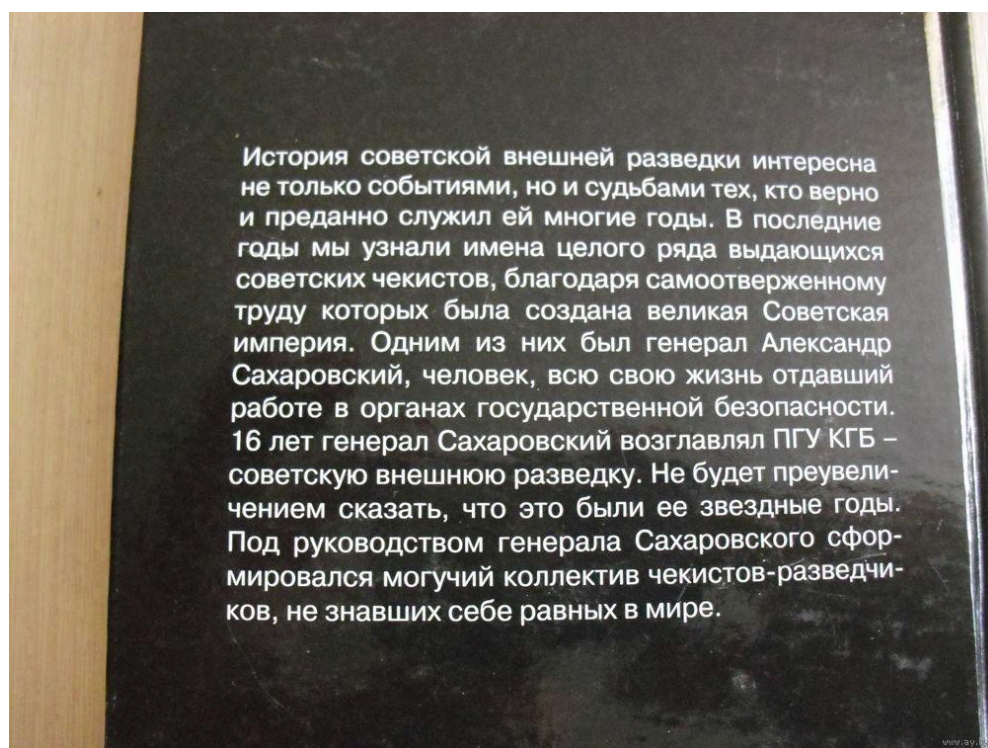 История советской внешней разведки интересна
не только событиями, но и судьбами тех, кто верно
и преданно служил ей многие годы. В последние
годы мы узнали имена целого ряда выдающихся
советских чекистов, благодаря самоотверженному
труду которых была создана великая Советская
империя. Одним из них был генерал Александр
Сахаровский, человек, всю свою жизнь отдавший
работе в органах государственной безопасности.
16 лет генерал Сахаровский возглавлял ПГУ КГБ –
советскую внешнюю разведку. Не будет преувели-
чением сказать, что это были ее звездные годы.
Под руководством генерала Сахаровского сфор-
мировался могучий коллектив чекистов-разведчи-
ков, не знавших себе равных в мире.